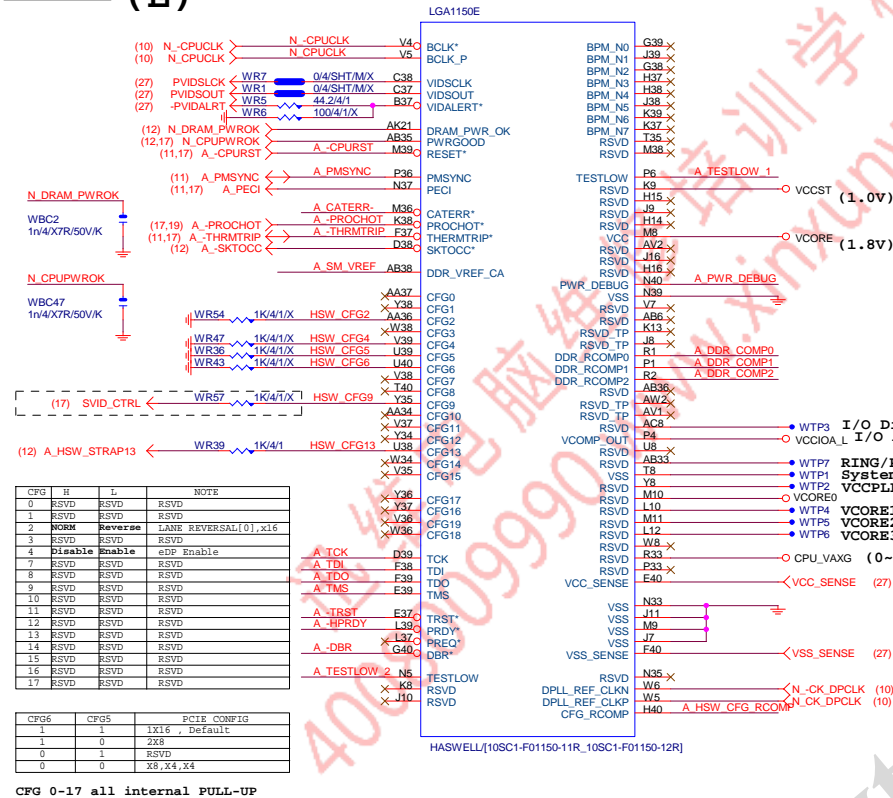 (E)
LGA1150E
(10) N_-CPUCLK N_-CPUCLK V4 BCLK* BPM_N0 G39
(10) N_CPUCLK N_CPUCLK V5 BCLK_P BPM_N1 J39
BPM_N2 G38
(27) PVIDSLCK WR7 0/4/SHT/M/X C38 VIDSCLK BPM_N3 H37
(27) PVIDSOUT WR1 0/4/SHT/M/X C37 VIDSOUT BPM_N4 H38
(27) -PVIDALRT WR5 44.2/4/1 B37 VIDALERT* BPM_N5 J38
WR6 100/4/1/X BPM_N6 K39
(12) N_DRAM_PWROK AK21 DRAM_PWR_OK BPM_N7 K37
(12,17) N_CPUPWROK AB35 PWRGOOD RSVD T35
(11,17) A_-CPURST A_-CPURST M39 RESET* RSVD M38
(11) A_PMSYNC A_PMSYNC P36 PMSYNC TESTLOW P6 A_TESTLOW_1
(11,17) A_PECI N37 PECI RSVD K9 VCCST (1.0V)
RSVD H15
A_CATERR- M36 CATERR* RSVD J9
(17,19) A_-PROCHOT A_-PROCHOT K38 PROCHOT* RSVD H14
(11,17) A_-THRMTRIP A_-THRMTRIP F37 THERMTRIP* VCC M8 VCORE (1.8V)
(12) A_-SKTOCC D38 SKTOCC* RSVD AV2
RSVD J16
A_SM_VREF AB38 DDR_VREF_CA RSVD H16
PWR_DEBUG N40 A_PWR_DEBUG
N_DRAM_PWROK
WBC2
1n/4/X7R/50V/K
N_CPUPWROK
WBC47
1n/4/X7R/50V/K
AA37 CFG0 VSS N39
Y38 CFG1 RSVD V7
WR54 1K/4/1/X HSW_CFG2 AA36 CFG2 RSVD AB6
W38 CFG3 RSVD_TP K13
WR47 1K/4/1/X HSW_CFG4 V39 CFG4 RSVD_TP J8
WR36 1K/4/1/X HSW_CFG5 U39 CFG5 DDR_RCOMP0 R1 A_DDR_COMP0
WR43 1K/4/1/X HSW_CFG6 U40 CFG6 DDR_RCOMP1 P1 A_DDR_COMP1
V38 CFG7 DDR_RCOMP2 R2 A_DDR_COMP2
T40 CFG8 RSVD AB36
(17) SVID_CTRL WR57 1K/4/1/X HSW_CFG9 Y35 CFG9 RSVD_TP AW2
AA34 CFG10 RSVD_TP AV1
V37 CFG11 RSVD AC8 WTP3 I/O
Y34 CFG12 VCOMP_OUT P4 VCCIOA_L I/O
(12) A_HSW_STRAP13 WR39 1K/4/1 HSW_CFG13 U38 CFG13 RSVD U8
W34 CFG14 RSVD AB33 WTP7
V35 CFG15 VSS T8 WTP1 System
RSVD Y8 WTP2 VCCPLL
Y36 CFG17 RSVD M10 VCORE0
Y37 CFG16 RSVD L10 WTP4 VCORE1
V36 CFG19 RSVD M11 WTP5 VCORE2
W36 CFG18 RSVD L12 WTP6 VCORE3
RSVD W8
A_TCK D39 TCK RSVD R33 CPU_VAXG (0~
A_TDI F38 TDI RSVD P33
A_TDO F39 TDO VCC_SENSE E40 VCC_SENSE (27)
A_TMS E39 TMS
A_-TRST E37 TRST* VSS N33
A_-HPRDY L39 PRDY* VSS J11
L37 PREQ* VSS M9
A_-DBR G40 DBR* VSS J7
VSS_SENSE F40 VSS_SENSE (27)
A_TESTLOW_2 N5 TESTLOW RSVD N35
K8 RSVD DPLL_REF_CLKN W6 N_-CK_DPCLK (10)
J10 RSVD DPLL_REF_CLKP W5 N_CK_DPCLK (10)
CFG_RCOMP H40 A_HSW_CFG_RCOMP
HASWELL/[10SC1-F01150-11R_10SC1-F01150-12R]
CFG H L NOTE
0 RSVD RSVD RSVD
1 RSVD RSVD RSVD
2 NORM Reverse LANE REVERSAL[0],x16
3 RSVD RSVD RSVD
4 Disable Enable eDP Enable
7 RSVD RSVD RSVD
8 RSVD RSVD RSVD
9 RSVD RSVD RSVD
10 RSVD RSVD RSVD
11 RSVD RSVD RSVD
12 RSVD RSVD RSVD
13 RSVD RSVD RSVD
14 RSVD RSVD RSVD
15 RSVD RSVD RSVD
16 RSVD RSVD RSVD
17 RSVD RSVD RSVD
CFG6 CFG5 PCIE CONFIG
1 1 1X16 , Default
1 0 2X8
0 1 RSVD
0 0 X8,X4,X4
CFG 0-17 all internal PULL-UP
4008009990